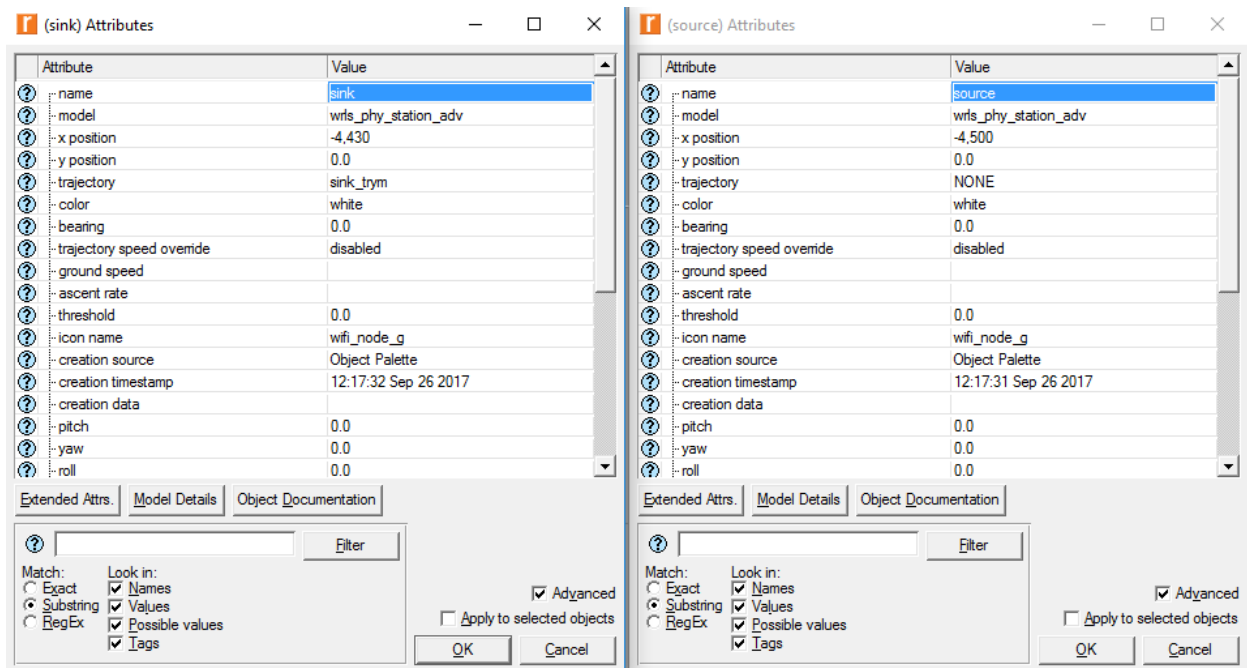 (sink) Attributes
Attribute Value
name sink
model wrls_phy_station_adv
x position -4,430
y position 0.0
trajectory sink_trym
color white
bearing 0.0
trajectory speed override disabled
ground speed
ascent rate
threshold 0.0
icon name wifi_node_g
creation source Object Palette
creation timestamp 12:17:32 Sep 26 2017
creation data
pitch 0.0
yaw 0.0
roll 0.0
Extended Attrs. Model Details Object Documentation
Filter
Match: Look in:
Exact Names
Substring Values
RegEx Possible values
Tags
Advanced
Apply to selected objects
OK Cancel
(source) Attributes
Attribute Value
name source
model wrls_phy_station_adv
x position -4,500
y position 0.0
trajectory NONE
color white
bearing 0.0
trajectory speed override disabled
ground speed
ascent rate
threshold 0.0
icon name wifi_node_g
creation source Object Palette
creation timestamp 12:17:31 Sep 26 2017
creation data
pitch 0.0
yaw 0.0
roll 0.0
Extended Attrs. Model Details Object Documentation
Filter
Match: Look in:
Exact Names
Substring Values
RegEx Possible values
Tags
Advanced
Apply to selected objects
OK Cancel